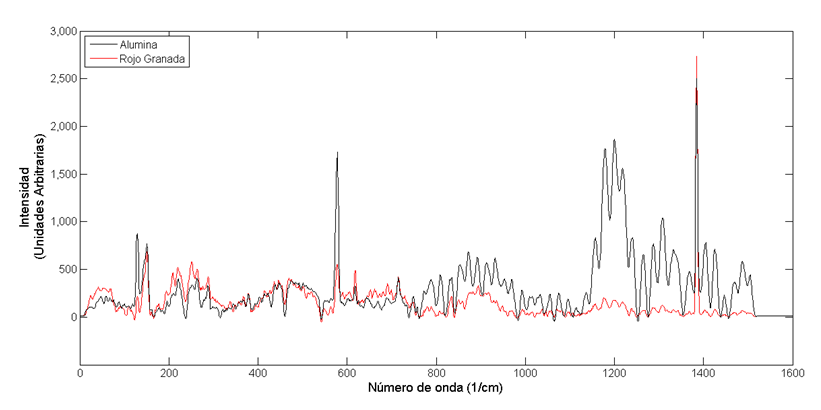 3,000
2,500
2,000
1,500
1,000
500
0
Intensidad
(Unidades Arbitrarias)
Alumina
Rojo Granada
0 200 400 600 800 1000 1200 1400 1600
Número de onda (1/cm)